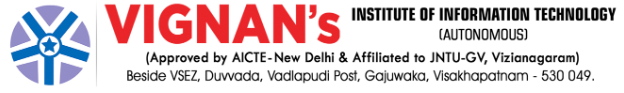 VIGNAN's INSTITUTE OF INFORMATION TECHNOLOGY
(AUTONOMOUS)
(Approved by AICTE-New Delhi & Affiliated to JNTU-GV, Vizianagaram)
Beside VSEZ, Duvvada, Vadlapudi Post, Gajuwaka, Visakhapatnam - 530 049.